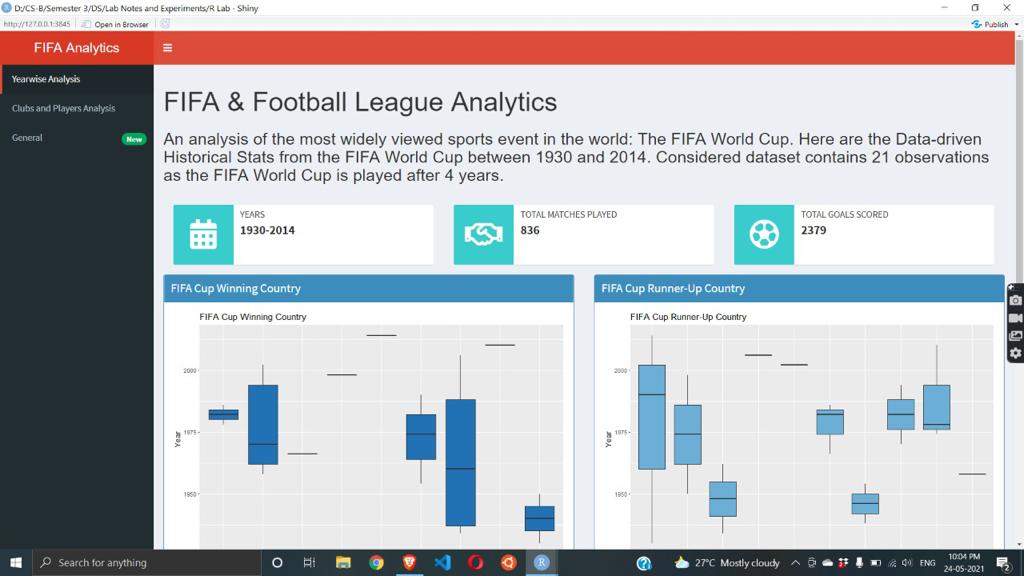 D:/CS-B/Semester 3/DS/Lab Notes and Experiments/R Lab - Shiny
http://127.0.0.1:3845
Open in Browser
Publish
FIFA Analytics
Yearwise Analysis
Clubs and Players Analysis
General
New
FIFA & Football League Analytics
An analysis of the most widely viewed sports event in the world: The FIFA World Cup. Here are the Data-driven
Historical Stats from the FIFA World Cup between 1930 and 2014. Considered dataset contains 21 observations
as the FIFA World Cup is played after 4 years.
YEARS
1930-2014
TOTAL MATCHES PLAYED
836
TOTAL GOALS SCORED
2379
FIFA Cup Winning Country
FIFA Cup Winning Country
2000
1975
1950
Year
FIFA Cup Runner-Up Country
FIFA Cup Runner-Up Country
2000
1975
1950
Year
Search for anything
R
27°C Mostly cloudy
ENG
10:04 PM
24-05-2021
2